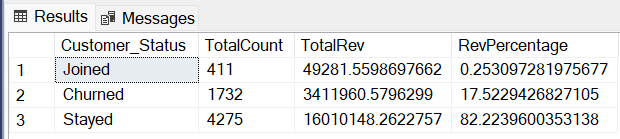 Results Messages
Customer_Status TotalCount TotalRev RevPercentage
1 Joined 411 49281.5598697662 0.253097281975677
2 Churned 1732 3411960.5796299 17.5229426827105
3 Stayed 4275 16010148.2622757 82.2239600353138